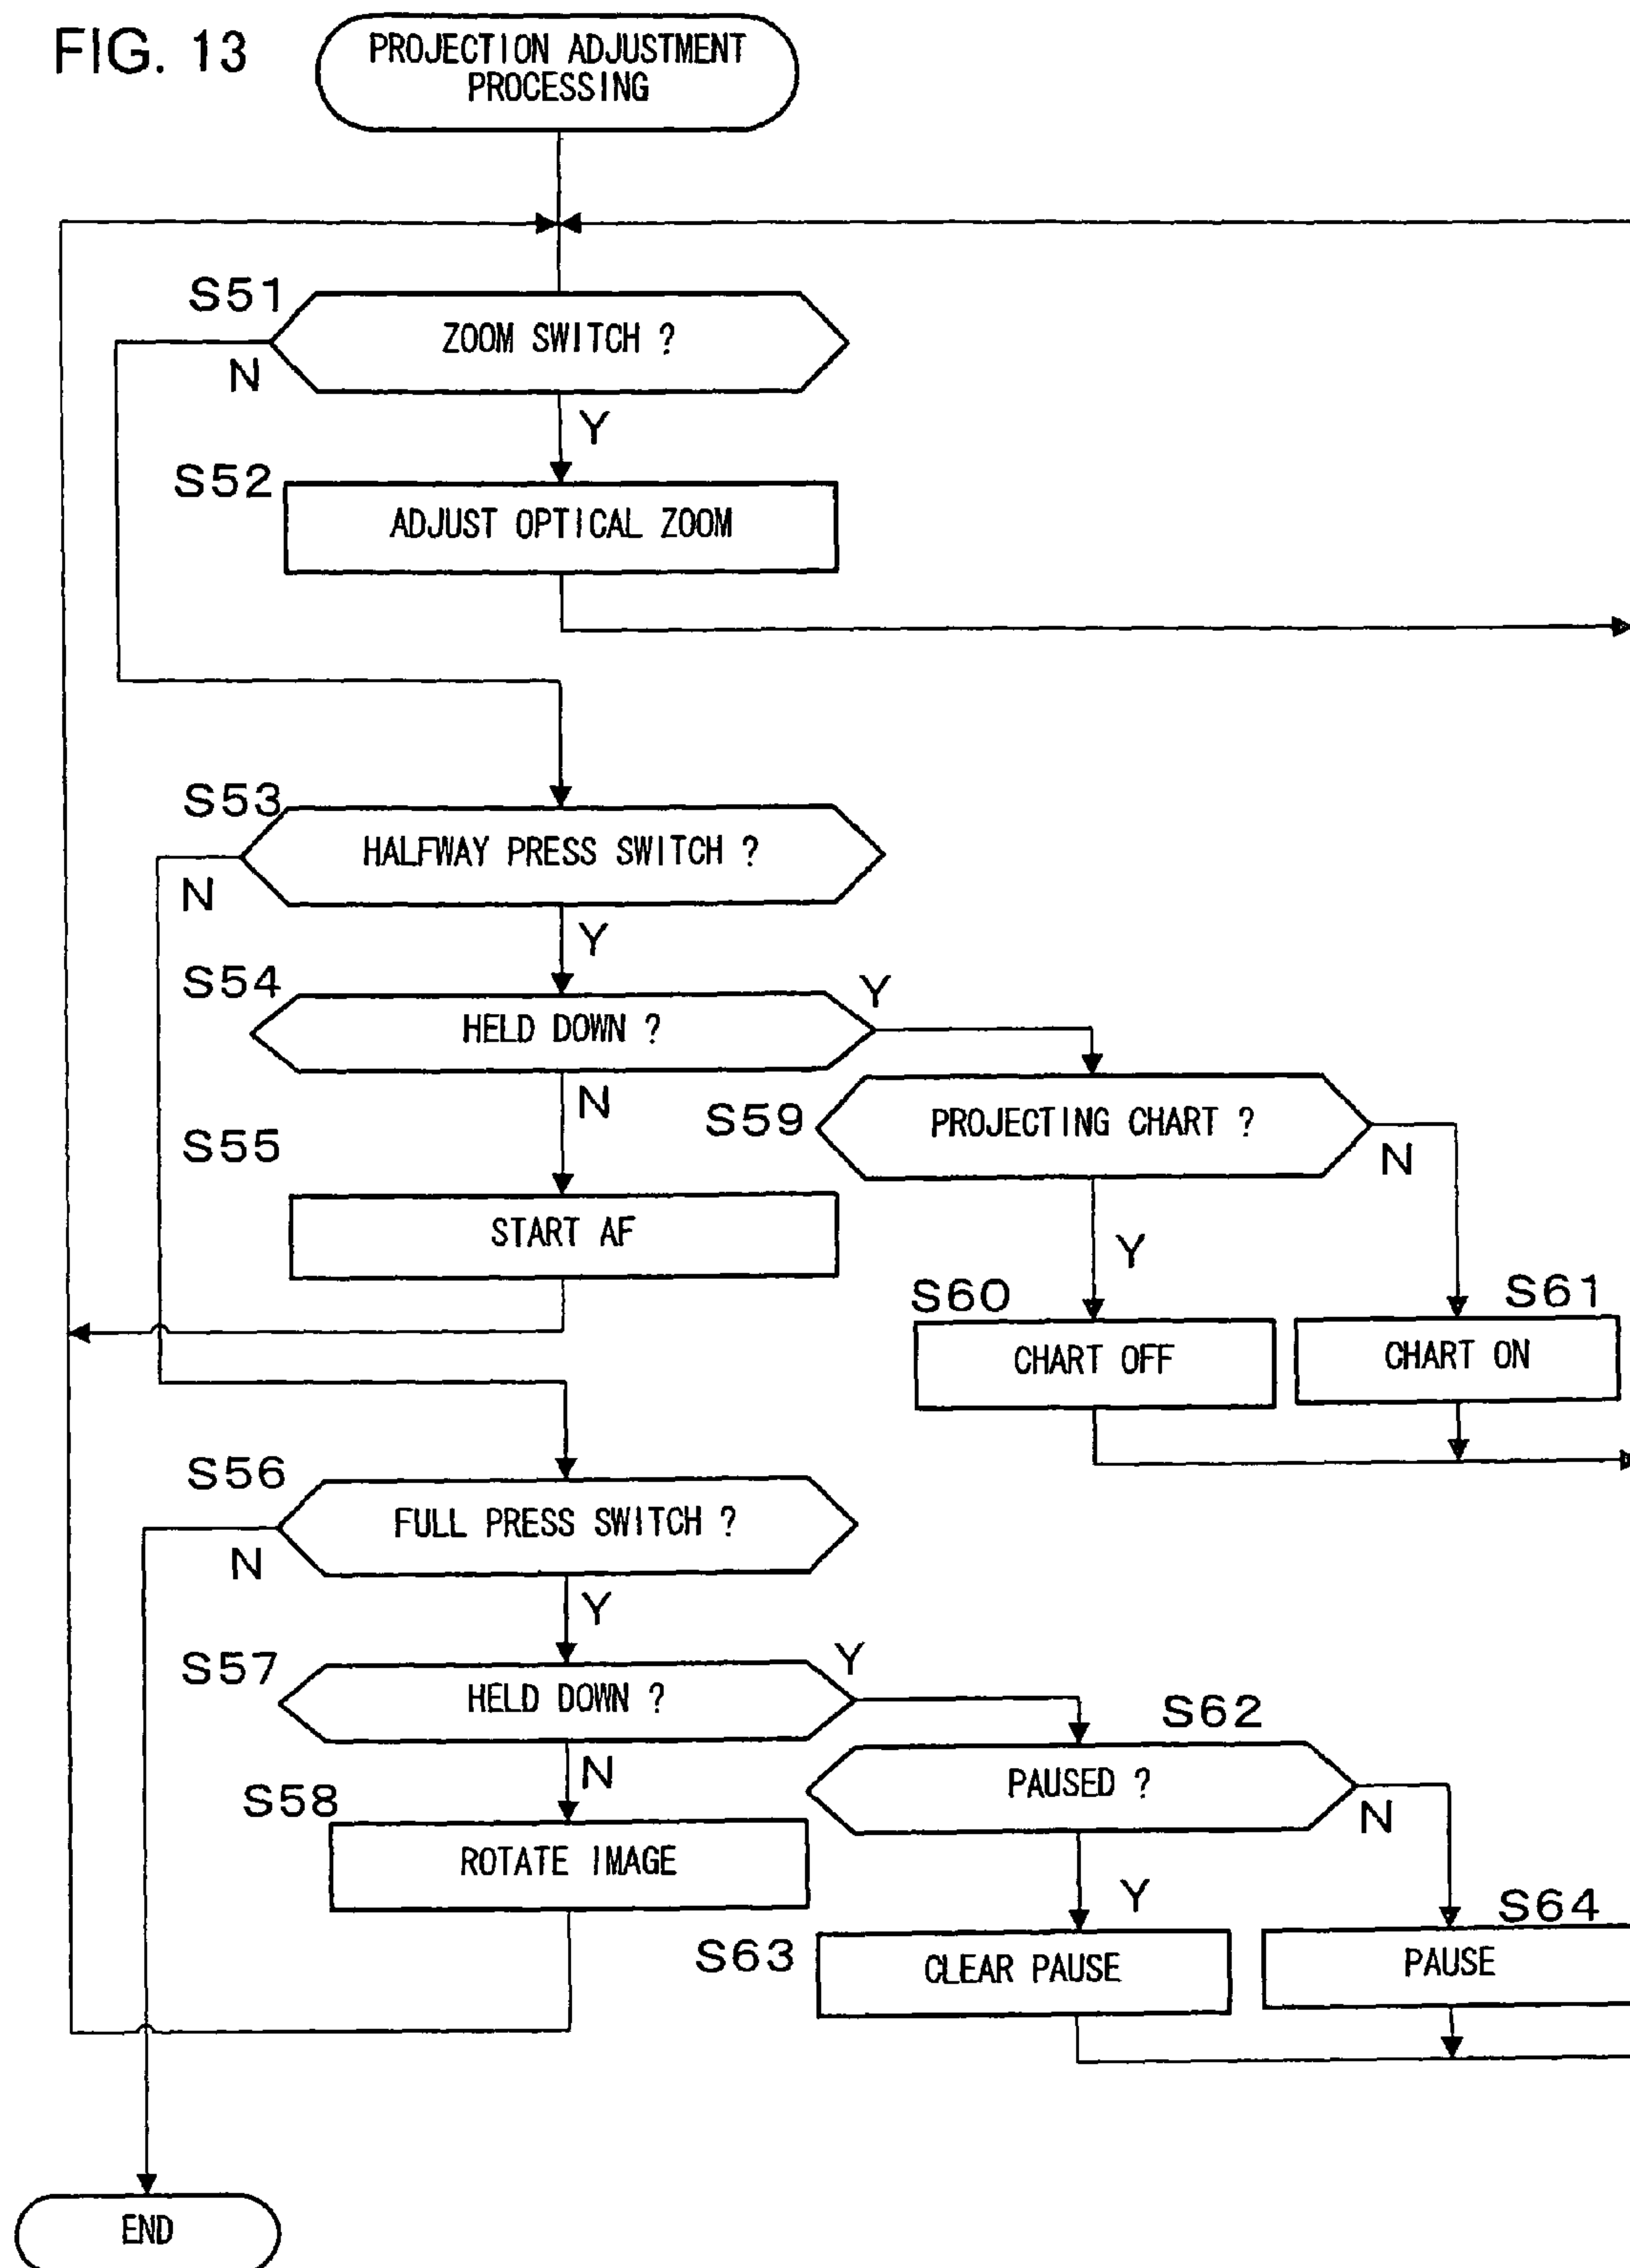 FIG. 13
PROJECTION ADJUSTMENT
PROCESSING
S51
ZOOM SWITCH ?
N
Y
S52
ADJUST OPTICAL ZOOM
S53
HALFWAY PRESS SWITCH ?
N
Y
S54
HELD DOWN ?
Y
N
S59
PROJECTING CHART ?
N
S55
START AF
Y
S60
CHART OFF
S61
CHART ON
S56
FULL PRESS SWITCH ?
N
Y
S57
HELD DOWN ?
Y
S62
PAUSED ?
N
N
S58
ROTATE IMAGE
Y
S63
CLEAR PAUSE
S64
PAUSE
END